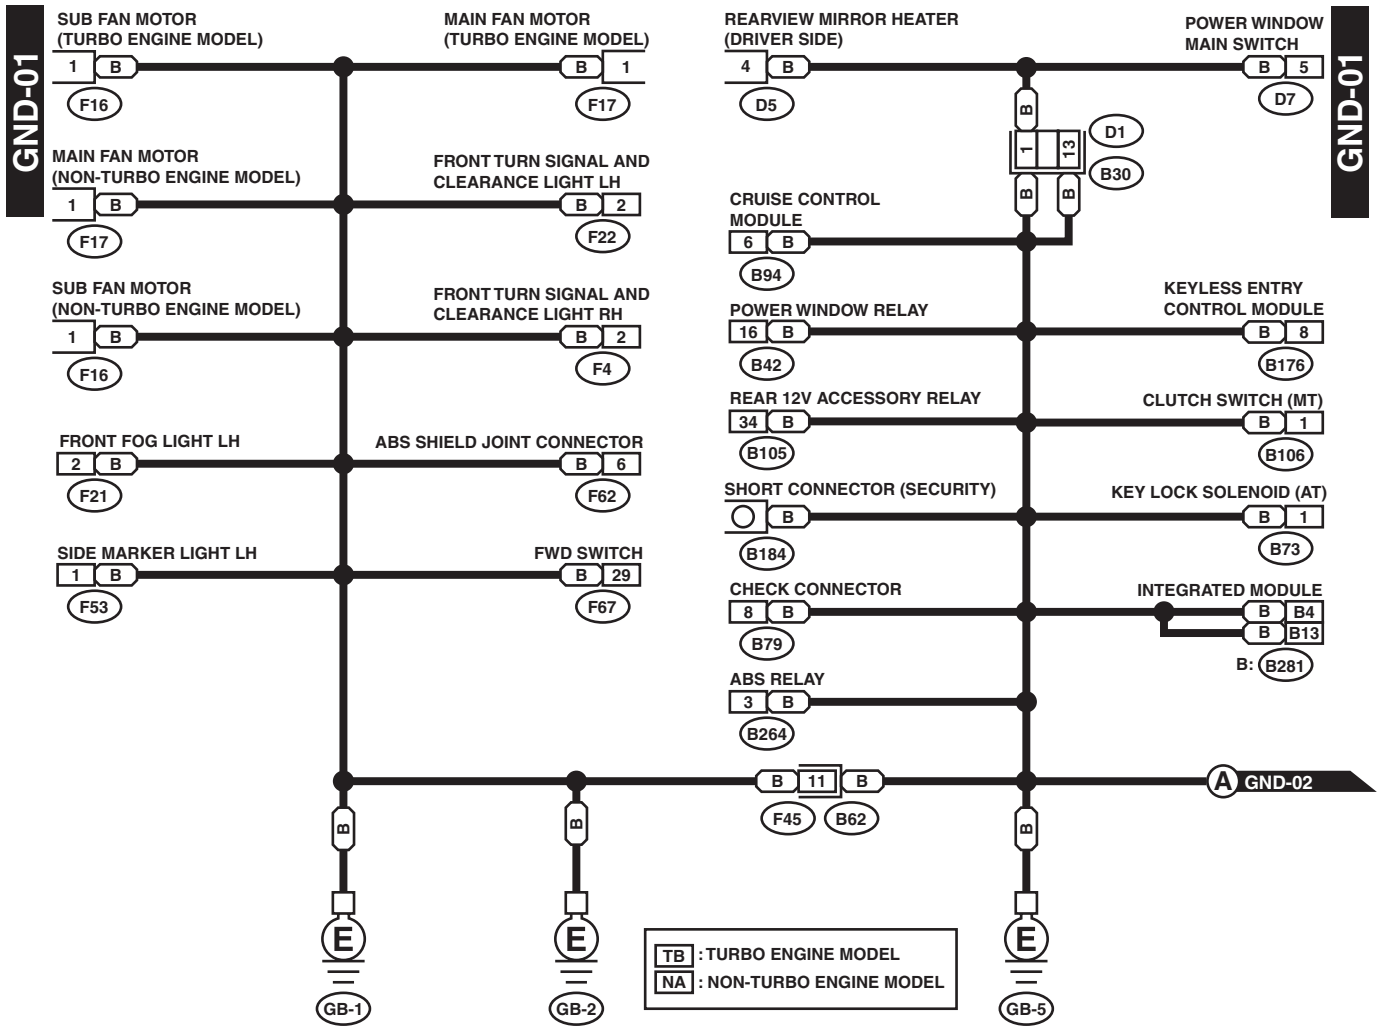 GND-01
SUB FAN MOTOR
(TURBO ENGINE MODEL)
1 B
F16
MAIN FAN MOTOR
(TURBO ENGINE MODEL)
B 1
F17
MAIN FAN MOTOR
(NON-TURBO ENGINE MODEL)
1 B
F17
FRONT TURN SIGNAL AND
CLEARANCE LIGHT LH
B 2
F22
SUB FAN MOTOR
(NON-TURBO ENGINE MODEL)
1 B
F16
FRONT TURN SIGNAL AND
CLEARANCE LIGHT RH
B 2
F4
FRONT FOG LIGHT LH
2 B
F21
ABS SHIELD JOINT CONNECTOR
B 6
F62
SIDE MARKER LIGHT LH
1 B
F53
FWD SWITCH
B 29
F67
REARVIEW MIRROR HEATER
(DRIVER SIDE)
4 B
D5
POWER WINDOW
MAIN SWITCH
B 5
D7
GND-01
B
1 13
D1
B30
B B
CRUISE CONTROL
MODULE
6 B
B94
POWER WINDOW RELAY
16 B
B42
KEYLESS ENTRY
CONTROL MODULE
B 8
B176
REAR 12V ACCESSORY RELAY
34 B
B105
CLUTCH SWITCH (MT)
B 1
B106
SHORT CONNECTOR (SECURITY)
B
B184
KEY LOCK SOLENOID (AT)
B 1
B73
CHECK CONNECTOR
8 B
B79
INTEGRATED MODULE
B B4
B B13
B: B281
ABS RELAY
3 B
B264
B 11 B
F45 B62
A GND-02
B B B
E E E
GB-1 GB-2 GB-5
TB : TURBO ENGINE MODEL
NA : NON-TURBO ENGINE MODEL